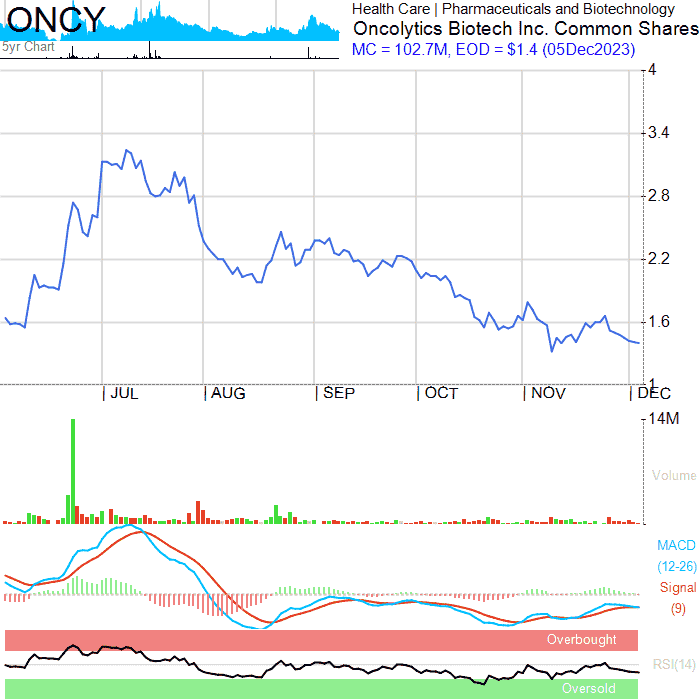 ONCY
5yr Chart
Health Care | Pharmaceuticals and Biotechnology
Oncolytics Biotech Inc. Common Shares
MC = 102.7M, EOD = $1.4 (05Dec2023)
4
3.4
2.8
2.2
1.6
1
| JUL | AUG | SEP | OCT | NOV | DEC
14M
Volume
MACD
(12-26)
Signal
(9)
Overbought
RSI(14)
Oversold